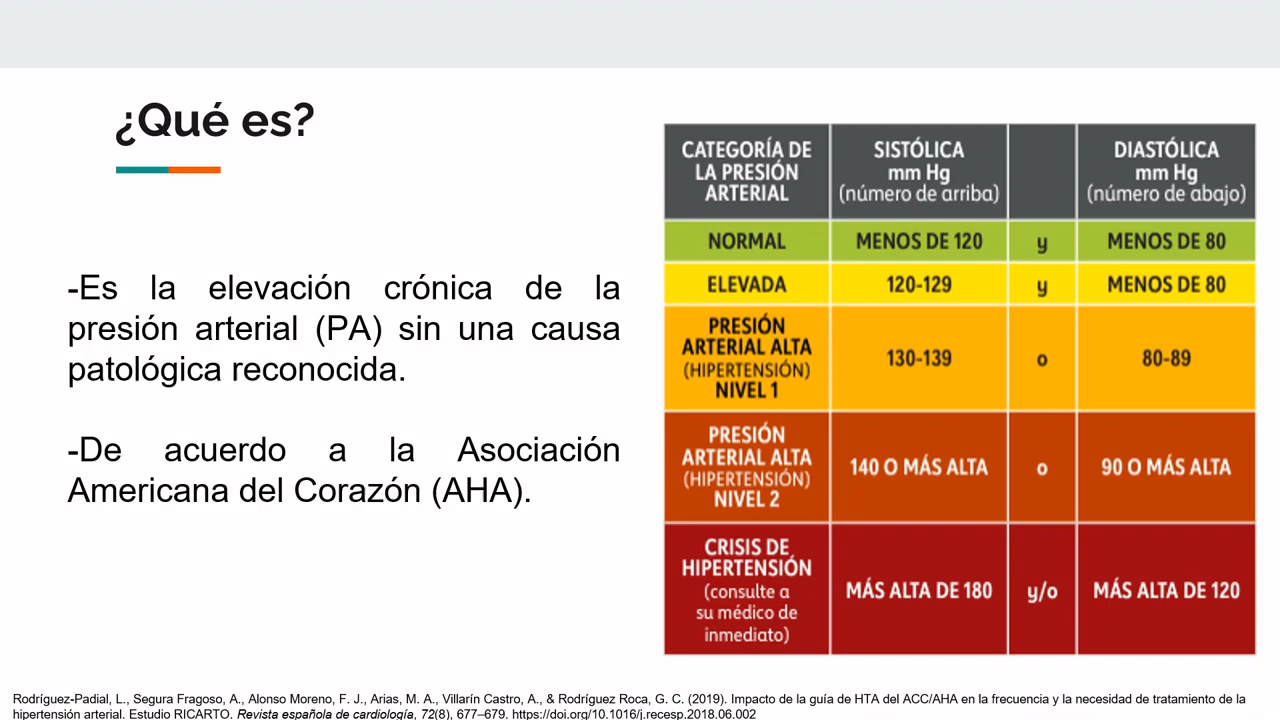 ¿Qué es?
-Es la elevación crónica de la
presión arterial (PA) sin una causa
patológica reconocida.
-De acuerdo a la Asociación
Americana del Corazón (AHA).
CATEGORÍA DE
LA PRESIÓN
ARTERIAL
SISTÓLICA
mm Hg
(número de arriba)
DIASTÓLICA
mm Hg
(número de abajo)
NORMAL
MENOS DE 120
y
MENOS DE 80
ELEVADA
120-129
y
MENOS DE 80
PRESIÓN
ARTERIAL ALTA
(HIPERTENSIÓN)
NIVEL 1
130-139
o
80-89
PRESIÓN
ARTERIAL ALTA
(HIPERTENSIÓN)
NIVEL 2
140 O MÁS ALTA
o
90 O MÁS ALTA
CRISIS DE
HIPERTENSIÓN
(consulte a
su médico de
inmediato)
MÁS ALTA DE 180
y/o
MÁS ALTA DE 120
Rodríguez-Padial, L., Segura Fragoso, A., Alonso Moreno, F. J., Arias, M. A., Villarín Castro, A., & Rodríguez Roca, G. C. (2019). Impacto de la guía de HTA del ACC/AHA en la frecuencia y la necesidad de tratamiento de la
hipertensión arterial. Estudio RICARTO. Revista española de cardiología, 72(8), 677–679. https://doi.org/10.1016/j.recesp.2018.06.002